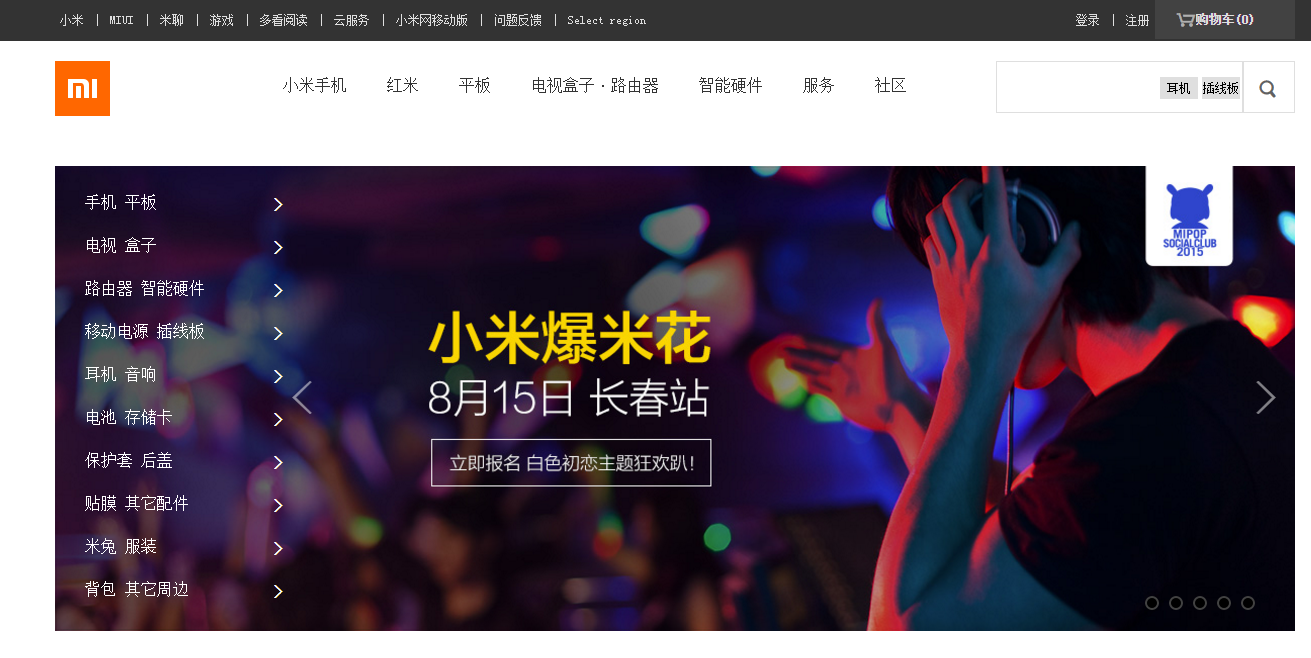 小米 | MIUI | 米聊 | 游戏 | 多看阅读 | 云服务 | 小米网移动版 | 问题反馈 | Select region 登录 | 注册 购物车(0)
mi 小米手机 红米 平板 电视盒子·路由器 智能硬件 服务 社区 耳机 插线板
手机 平板
电视 盒子
路由器 智能硬件
移动电源 插线板
耳机 音响
电池 存储卡
保护套 后盖
贴膜 其它配件
米兔 服装
背包 其它周边
小米爆米花
8月15日 长春站
立即报名 白色初恋主题狂欢趴!
MIPOP
SOCIALCLUB
2015